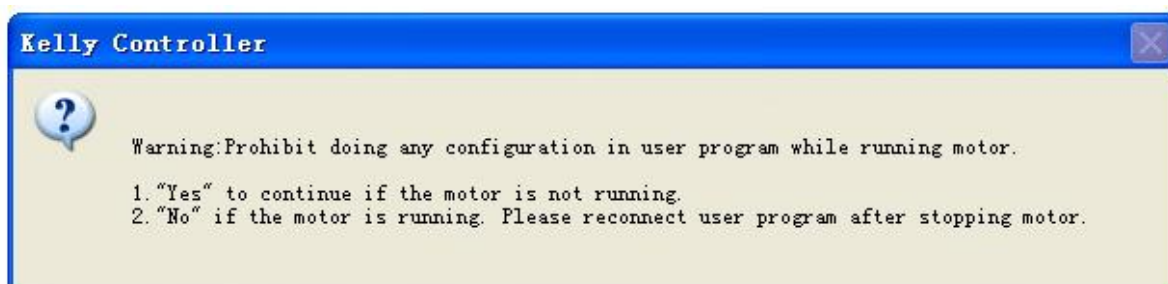 Kelly Controller
?
Warning:Prohibit doing any configuration in user program while running motor.
1."Yes" to continue if the motor is not running.
2."No" if the motor is running. Please reconnect user program after stopping motor.